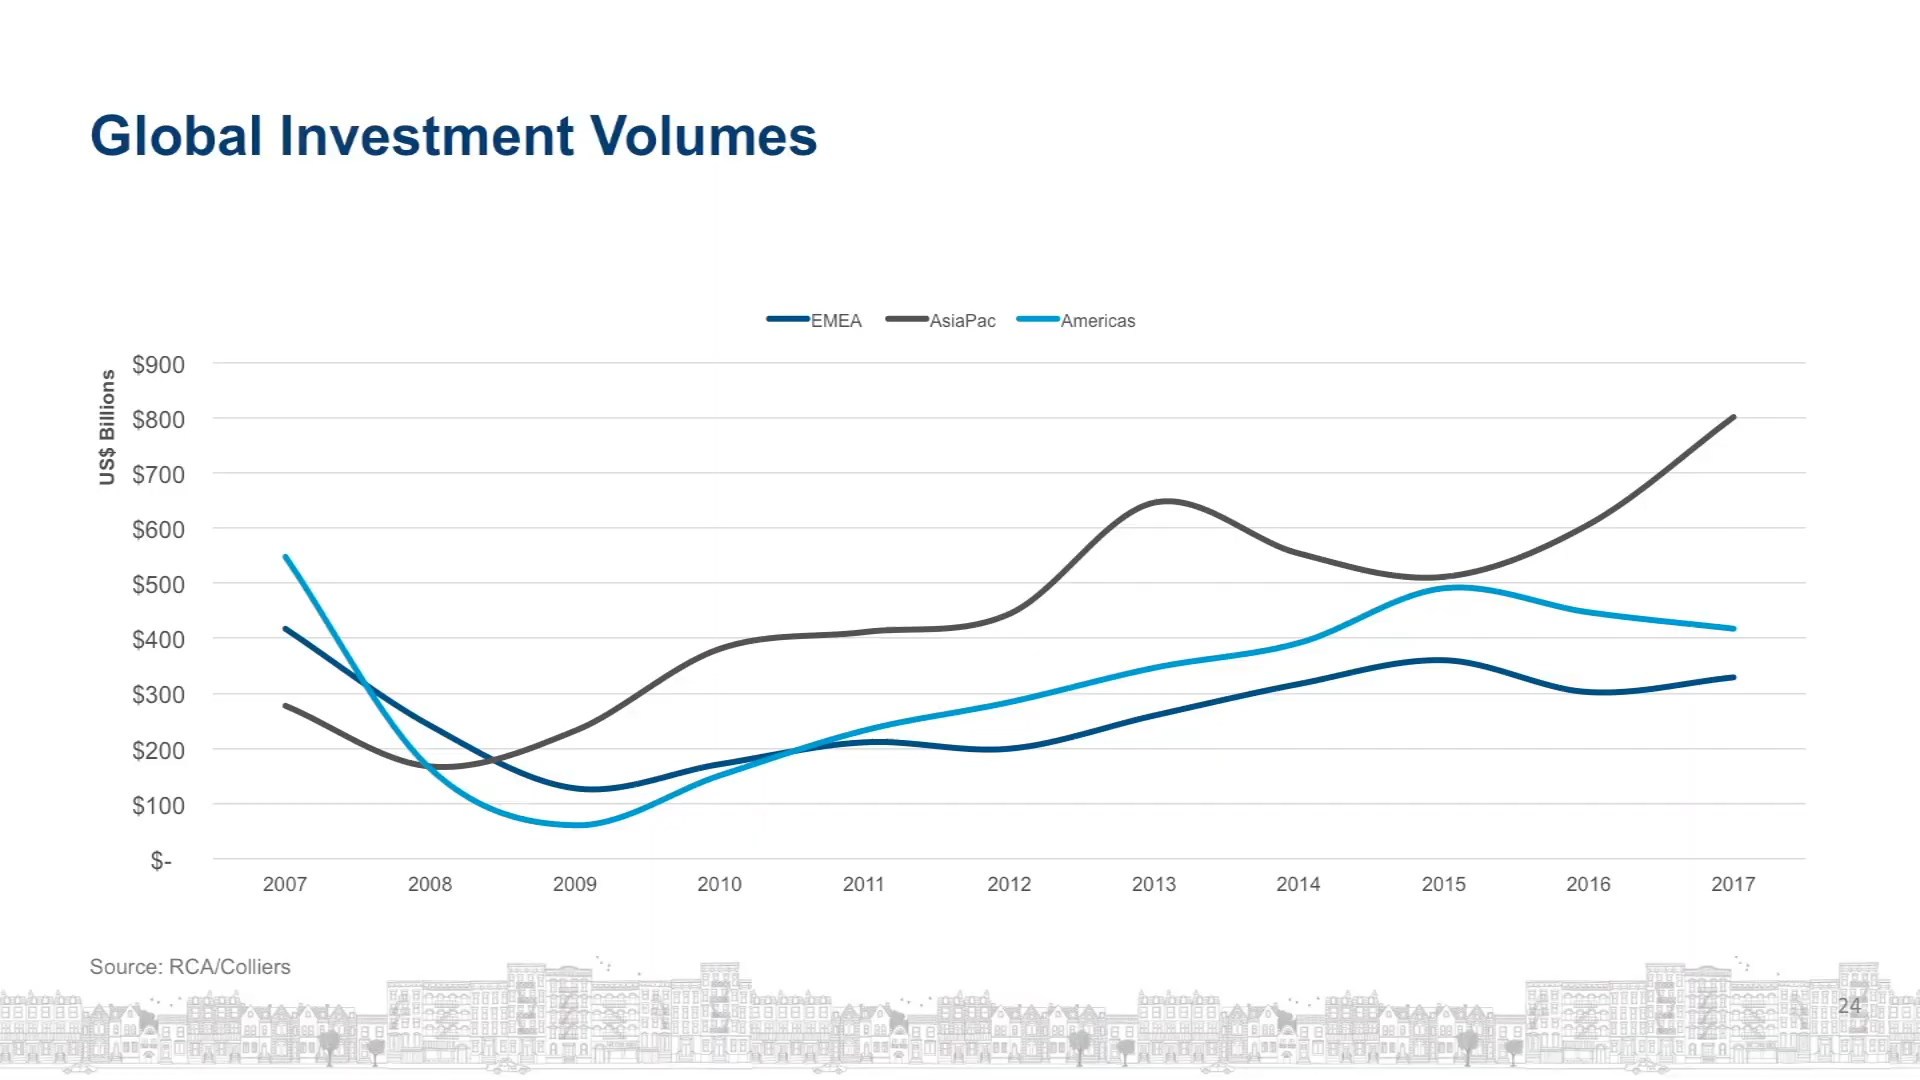 Global Investment Volumes
EMEA AsiaPac Americas
US$ Billions
$900
$800
$700
$600
$500
$400
$300
$200
$100
$-
2007 2008 2009 2010 2011 2012 2013 2014 2015 2016 2017
Source: RCA/Colliers
24